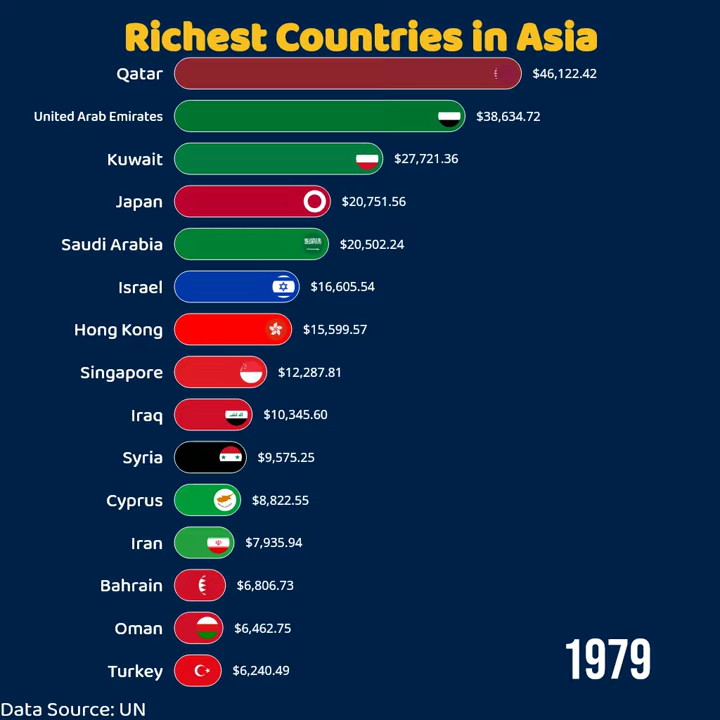 Richest Countries in Asia
Qatar $46,122.42
United Arab Emirates $38,634.72
Kuwait $27,721.36
Japan $20,751.56
Saudi Arabia $20,502.24
Israel $16,605.54
Hong Kong $15,599.57
Singapore $12,287.81
Iraq $10,345.60
Syria $9,575.25
Cyprus $8,822.55
Iran $7,935.94
Bahrain $6,806.73
Oman $6,462.75
Turkey $6,240.49
1979
Data Source: UN